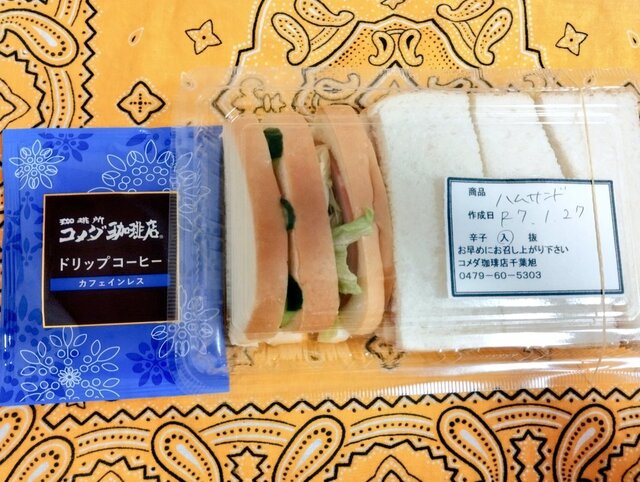 珈琲所
コメダ珈琲店
ドリップコーヒー
カフェインレス
商品 ハムサンド
作成日 R7.1.27
辛子 入 抜
お早めにお召し上がり下さい
コメダ珈琲店千葉旭
0479-60-5303